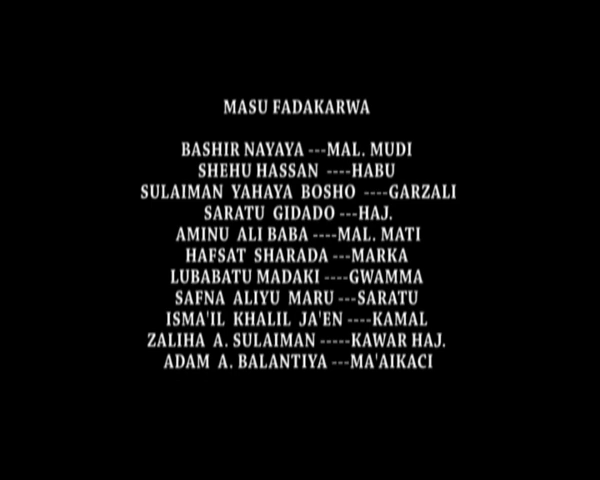 MASU FADAKARWA
BASHIR NAYAYA ---MAL. MUDI
SHEHU HASSAN ----HABU
SULAIMAN YAHAYA BOSHO ----GARZALI
SARATU GIDADO ---HAJ.
AMINU ALI BABA ----MAL. MATI
HAFSAT SHARADA ---MARKA
LUBABATU MADAKI ----GWAMMA
SAFNA ALIYU MARU ---SARATU
ISMA'IL KHALIL JA'EN ----KAMAL
ZALIHA A. SULAIMAN -----KAWAR HAJ.
ADAM A. BALANTIYA ---MA'AIKACI